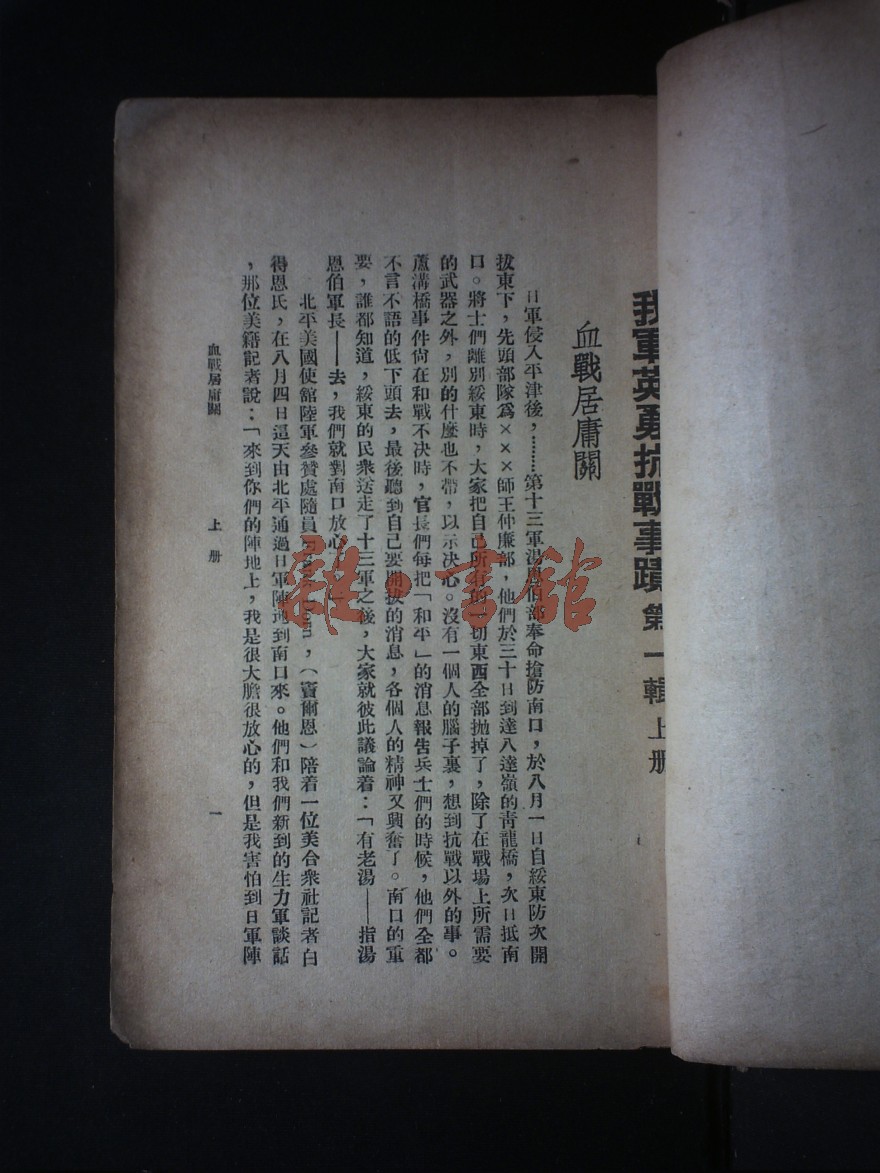 我軍英勇抗戰事蹟 第一輯 上册
血戰居庸關
日軍侵入平津後，………第十三軍湯恩伯部奉命搶防南口，於八月一日自綏東防次開
拔東下，先頭部隊爲×××師王仲廉部，他們於三十日到達八達嶺的靑龍橋，次日抵南
口。將士們離別綏東時，大家把自己所有的一切東西全部抛掉了，除了在戰場上所需要
的武器之外，別的什麼也不帶，以示决心。沒有一個人的腦子裏，想到抗戰以外的事。
蘆溝橋事件尙在和戰不决時，官長們每把「和平」的消息報告兵士們的時候，他們全都
不言不語的低下頭去，最後聽到自己要開拔的消息，各個人的精神又興奮了。南口的重
要，誰都知道，綏東的民衆送走了十三軍之後，大家就彼此議論着：「有老湯——指湯
恩伯軍長——去，我們就對南口放心
北平美國使舘陸軍參贊處隨員，（寶爾恩）陪着一位美合衆社記者白
得恩氏，在八月四日這天由北平通過日軍陣地到南口來。他們和我們新到的生力軍談話
，那位美籍記者說：「來到你們的陣地上，我是很大膽很放心的，但是我害怕到日軍陣
血戰居庸關 上册 一
雜·書館